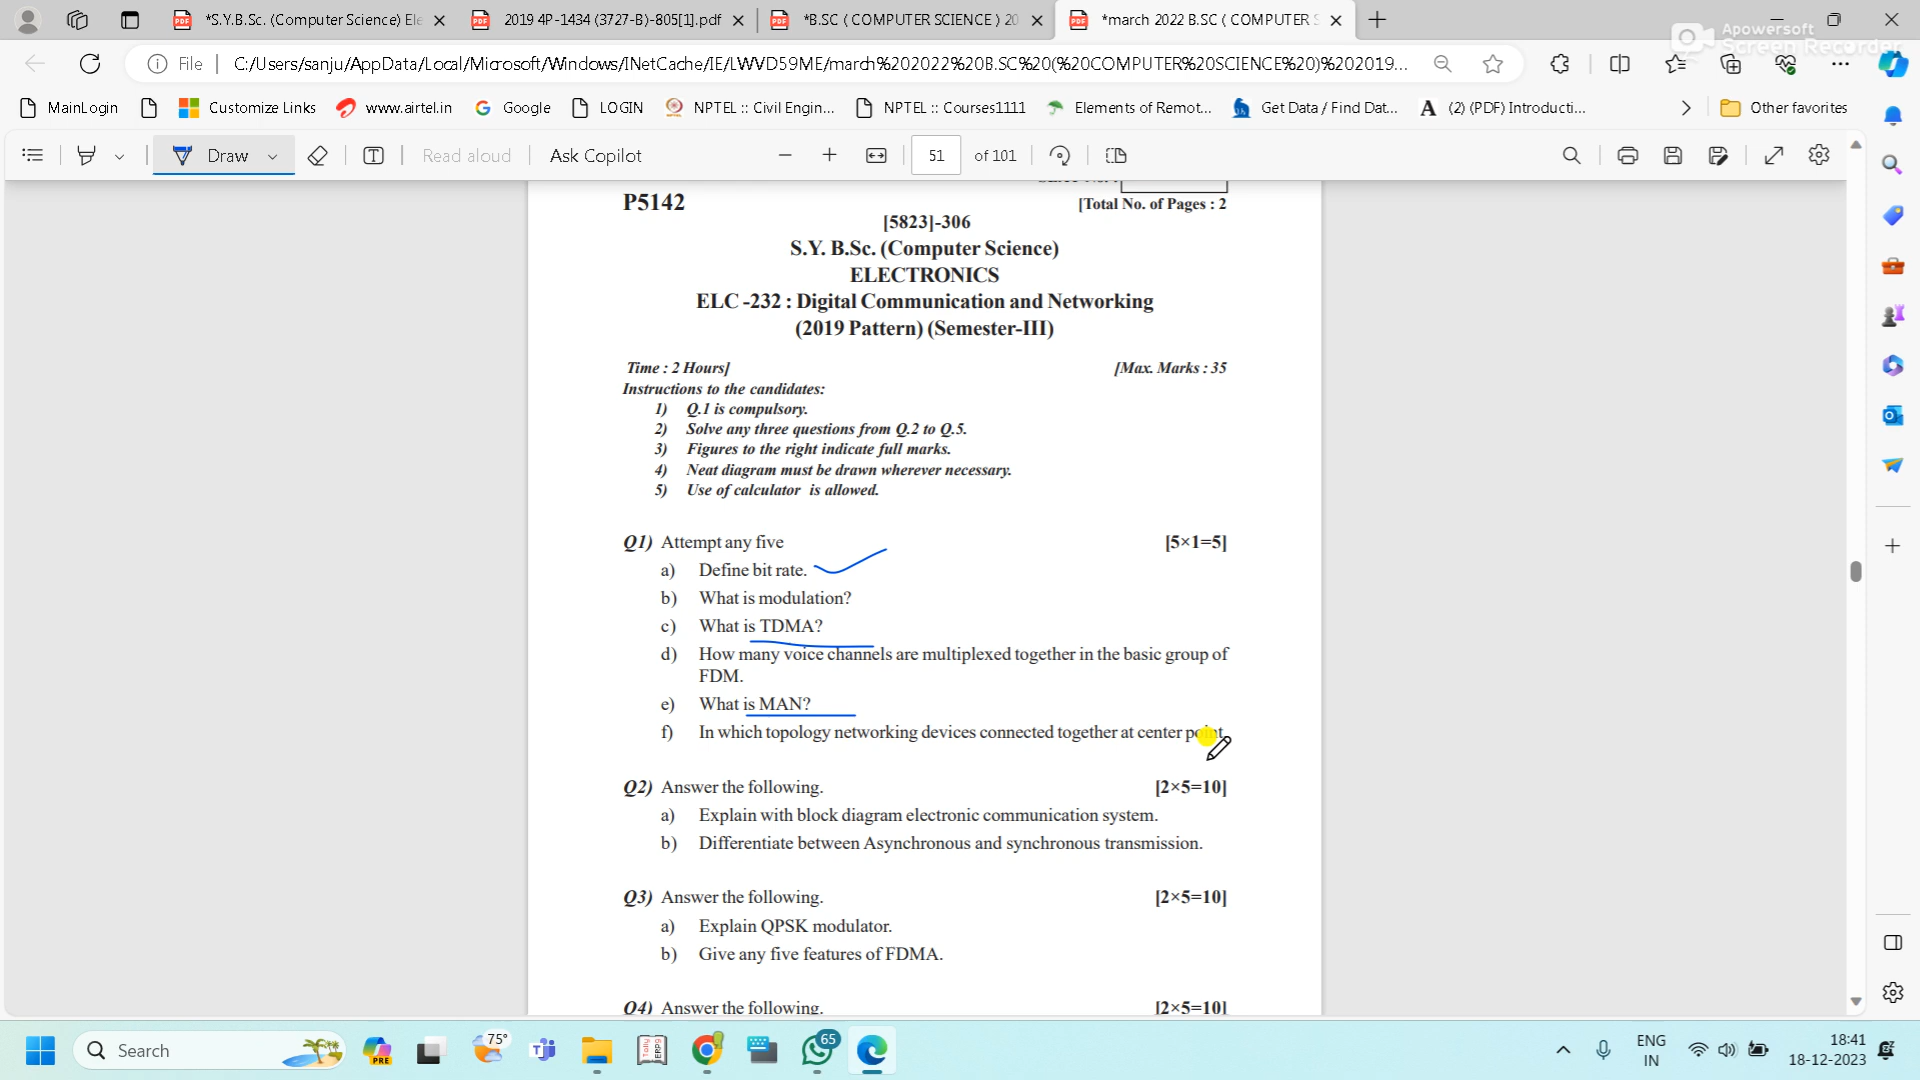 *S.Y.B.Sc. (Computer Science) Ele
2019 4P-1434 (3727-B)-805[1].pdf
*B.SC ( COMPUTER SCIENCE ) 20
*march 2022 B.SC ( COMPUTER S
Apowersoft
Screen Recorder
File
C:/Users/sanju/AppData/Local/Microsoft/Windows/INetCache/IE/LWVD59ME/march%202022%20B.SC%20(%20COMPUTER%20SCIENCE%20)%202019...
MainLogin
Customize Links
www.airtel.in
Google
LOGIN
NPTEL :: Civil Engin...
NPTEL :: Courses1111
Elements of Remot...
Get Data / Find Dat...
(2) (PDF) Introducti...
Other favorites
Draw
Read aloud
Ask Copilot
51
of 101
P5142
[Total No. of Pages : 2
[5823]-306
S.Y. B.Sc. (Computer Science)
ELECTRONICS
ELC -232 : Digital Communication and Networking
(2019 Pattern) (Semester-III)
Time : 2 Hours]
[Max. Marks : 35
Instructions to the candidates:
1) Q.1 is compulsory.
2) Solve any three questions from Q.2 to Q.5.
3) Figures to the right indicate full marks.
4) Neat diagram must be drawn wherever necessary.
5) Use of calculator is allowed.
Q1) Attempt any five [5×1=5]
a) Define bit rate.
b) What is modulation?
c) What is TDMA?
d) How many voice channels are multiplexed together in the basic group of
FDM.
e) What is MAN?
f) In which topology networking devices connected together at center point.
Q2) Answer the following. [2×5=10]
a) Explain with block diagram electronic communication system.
b) Differentiate between Asynchronous and synchronous transmission.
Q3) Answer the following. [2×5=10]
a) Explain QPSK modulator.
b) Give any five features of FDMA.
Q4) Answer the following. [2×5=10]
Search
PRE
75°
65
ENG
IN
18:41
18-12-2023